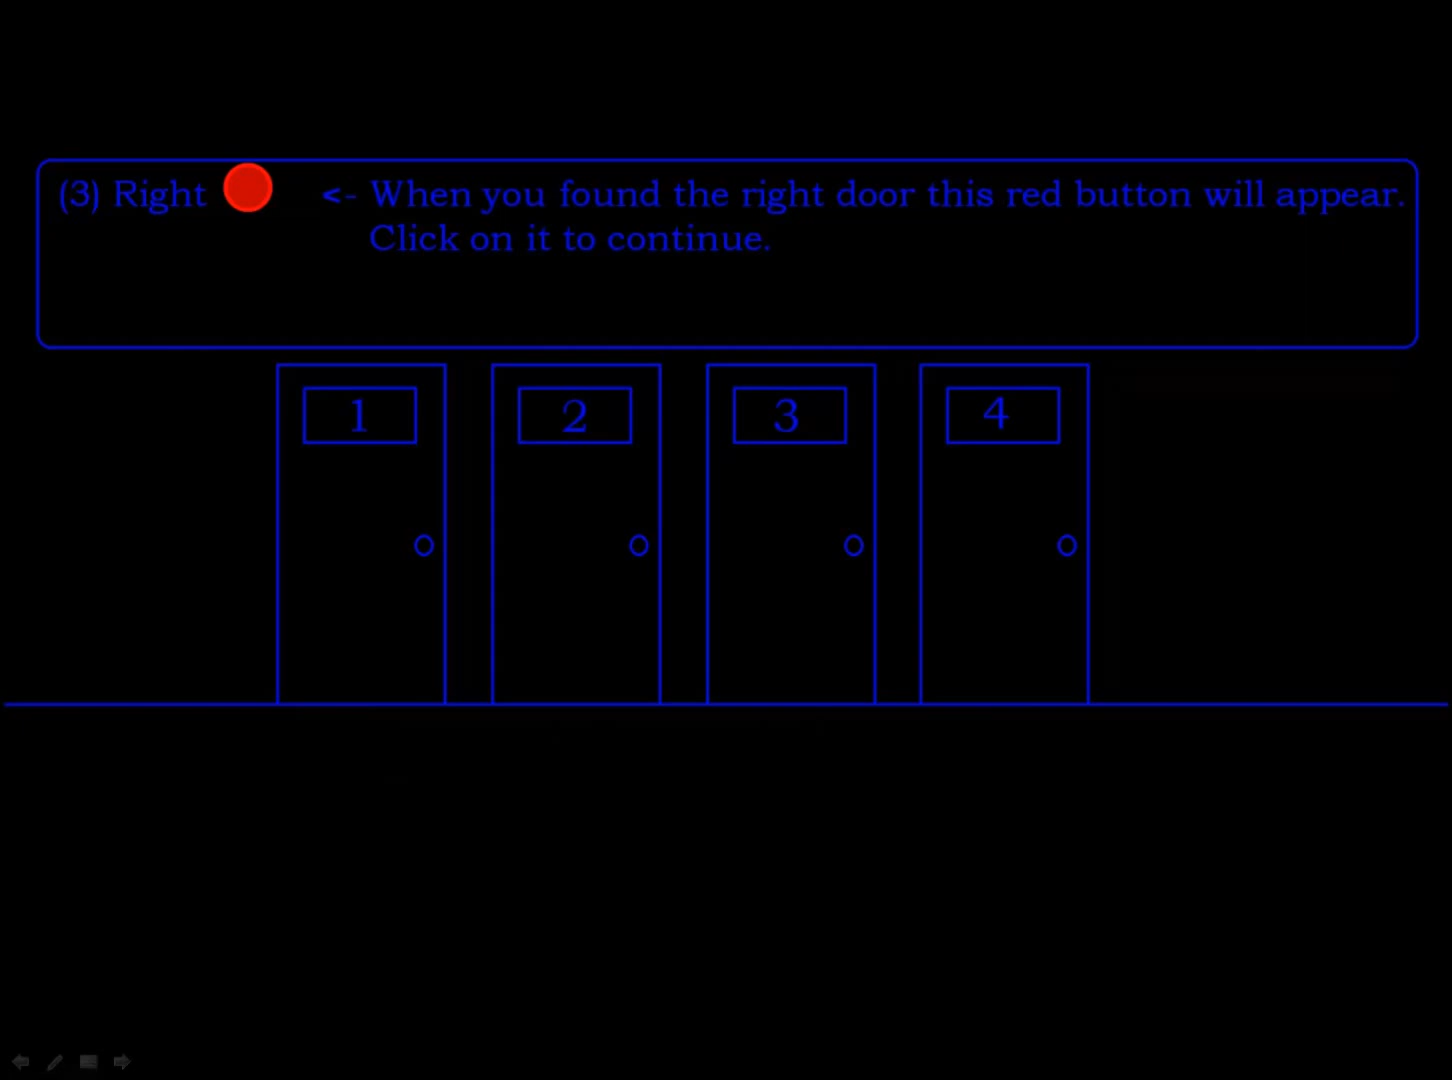 (3) Right <- When you found the right door this red button will appear.
Click on it to continue.
1 2 3 4